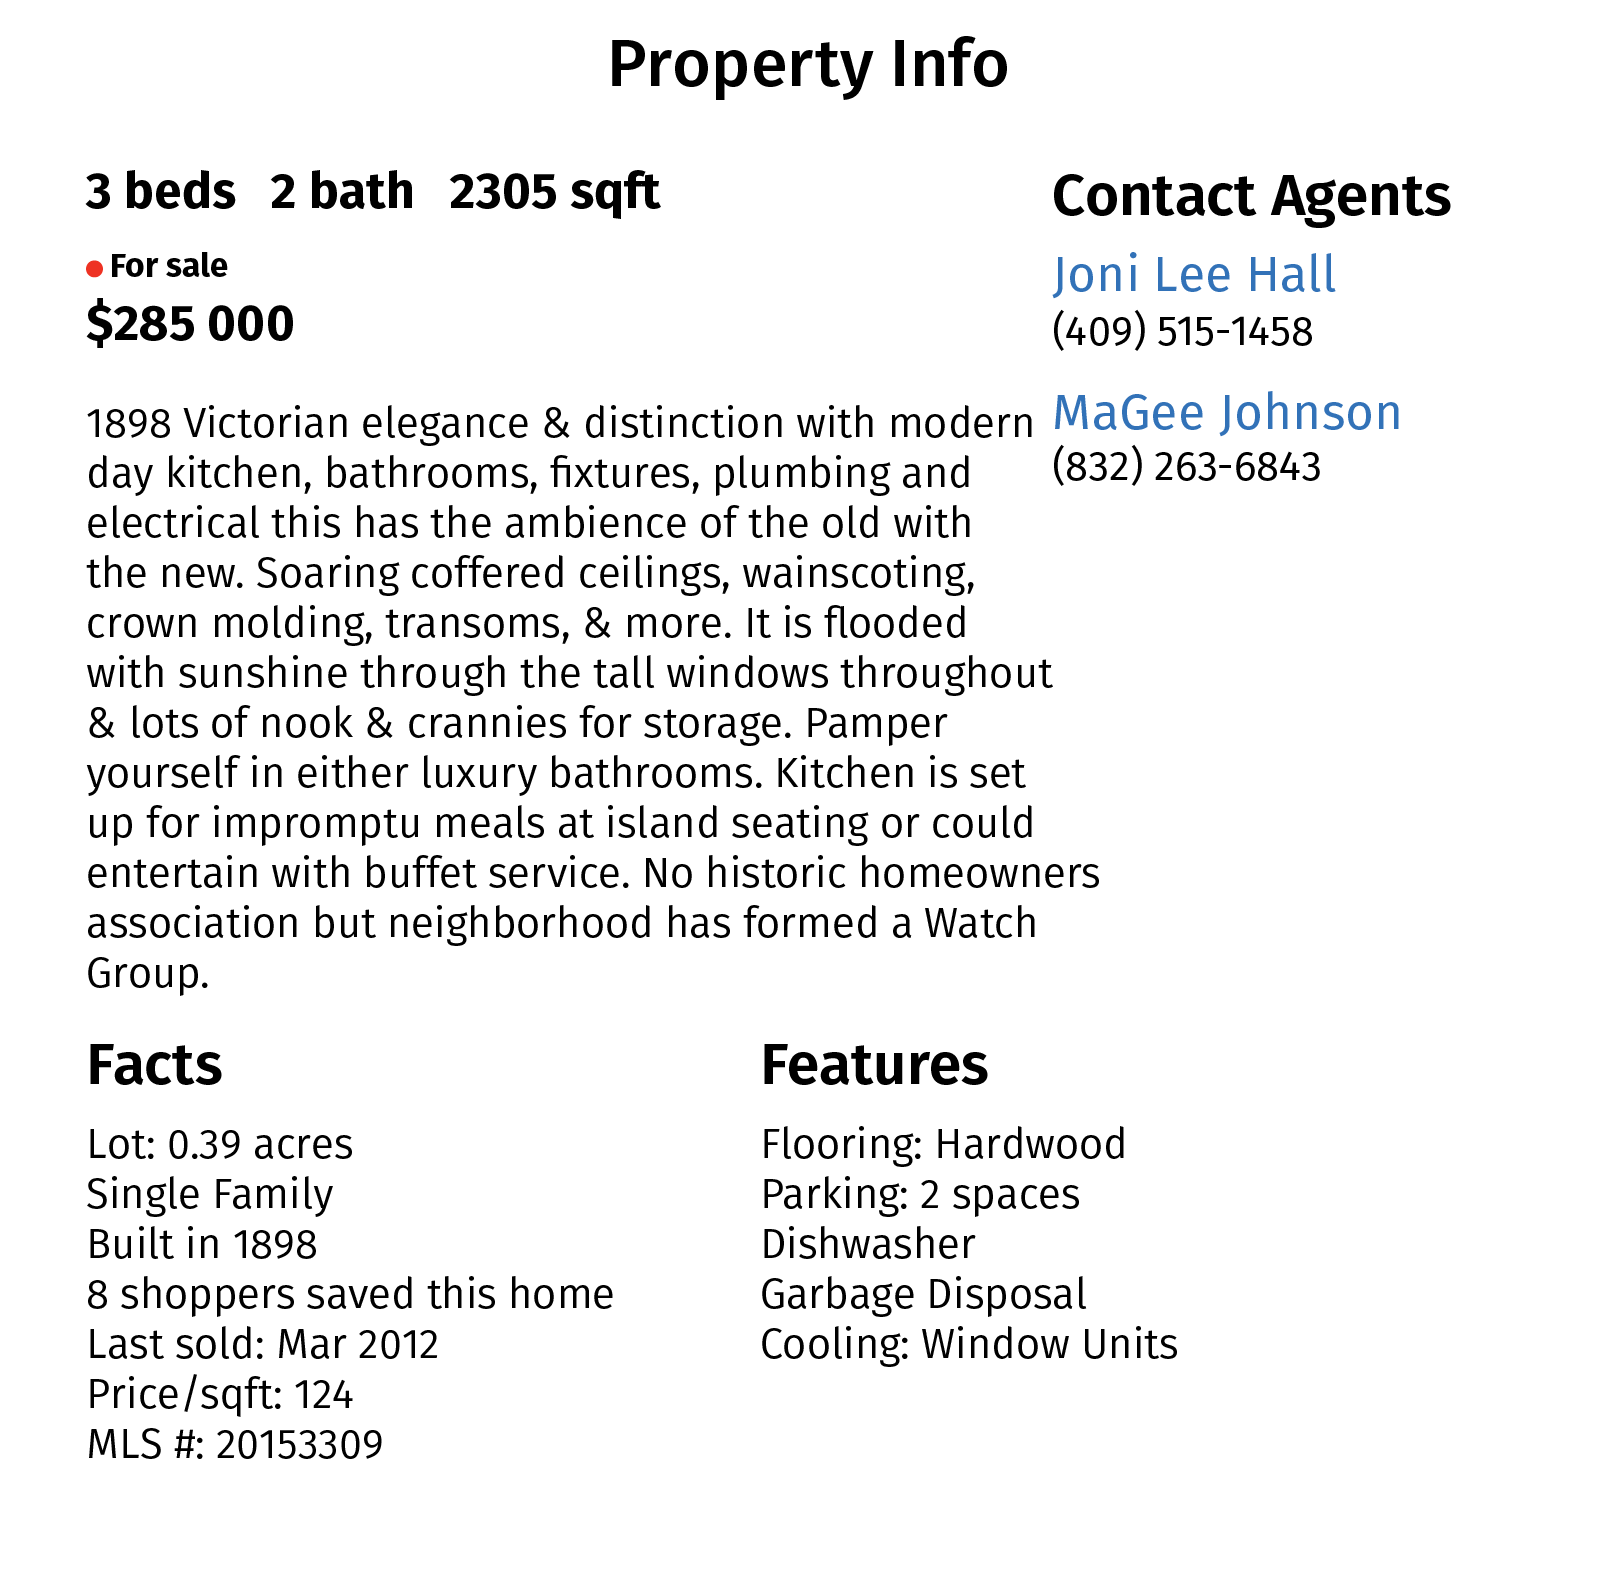 Property Info
3 beds 2 bath 2305 sqft
For sale
$285 000
Contact Agents
Joni Lee Hall
(409) 515-1458
MaGee Johnson
(832) 263-6843
1898 Victorian elegance & distinction with modern
day kitchen, bathrooms, fixtures, plumbing and
electrical this has the ambience of the old with
the new. Soaring coffered ceilings, wainscoting,
crown molding, transoms, & more. It is flooded
with sunshine through the tall windows throughout
& lots of nook & crannies for storage. Pamper
yourself in either luxury bathrooms. Kitchen is set
up for impromptu meals at island seating or could
entertain with buffet service. No historic homeowners
association but neighborhood has formed a Watch
Group.
Facts
Lot: 0.39 acres
Single Family
Built in 1898
8 shoppers saved this home
Last sold: Mar 2012
Price/sqft: 124
MLS #: 20153309
Features
Flooring: Hardwood
Parking: 2 spaces
Dishwasher
Garbage Disposal
Cooling: Window Units